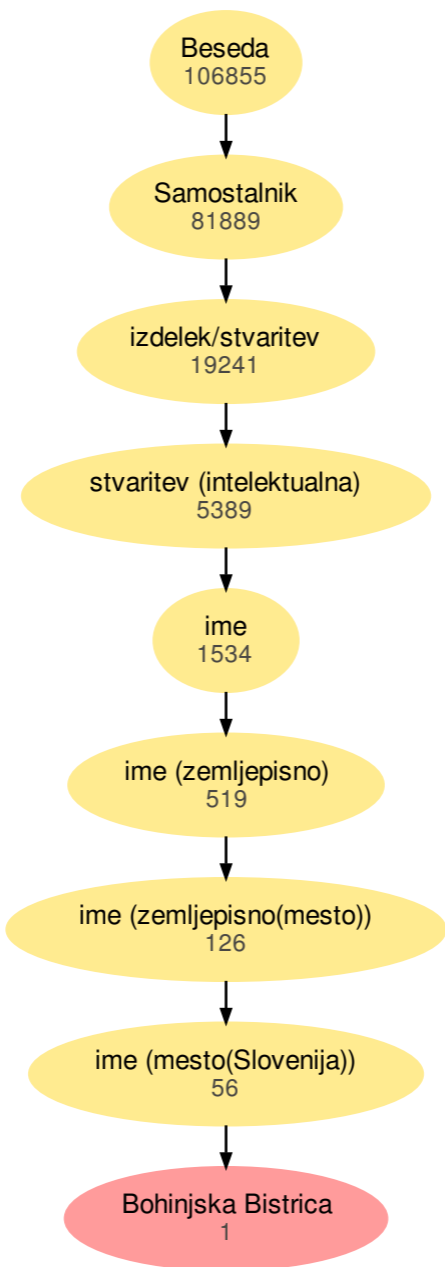 Beseda
106855
Samostalnik
81889
izdelek/stvaritev
19241
stvaritev (intelektualna)
5389
ime
1534
ime (zemljepisno)
519
ime (zemljepisno(mesto))
126
ime (mesto(Slovenija))
56
Bohinjska Bistrica
1